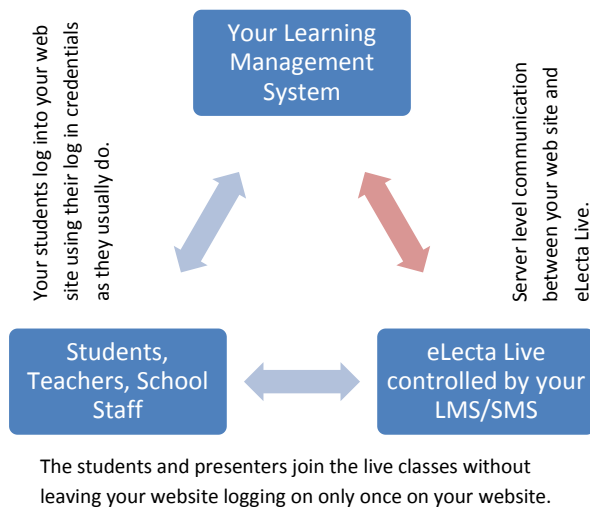 Your Learning
Management
System
Your students log into your web
site using their log in credentials
as they usually do.
Server level communication
between your web site and
eLecta Live.
Students,
Teachers, School
Staff
eLecta Live
controlled by your
LMS/SMS
The students and presenters join the live classes without
leaving your website logging on only once on your website.